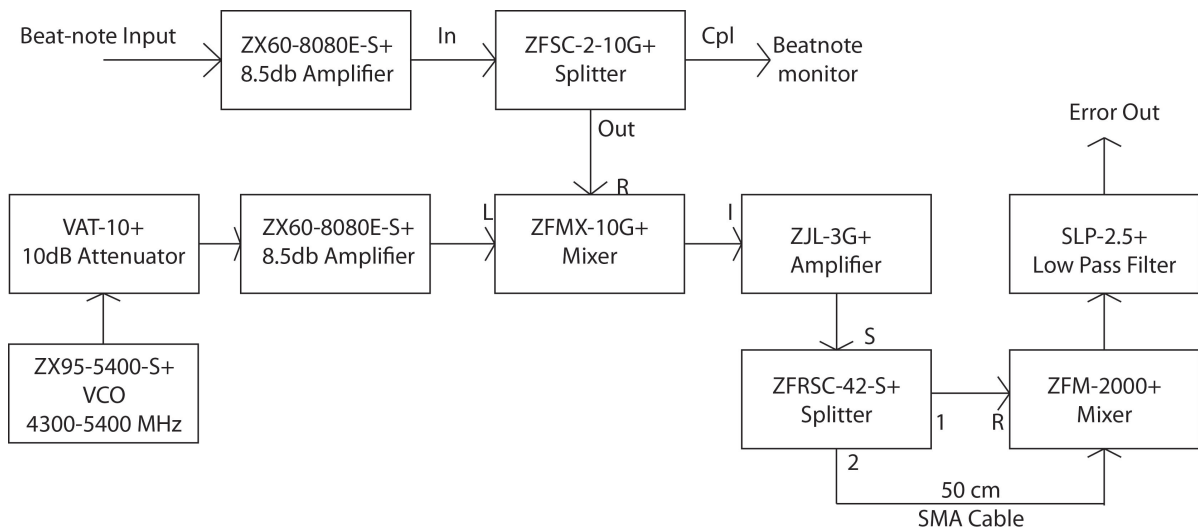 Beat-note Input
ZX60-8080E-S+
8.5db Amplifier
In
ZFSC-2-10G+
Splitter
Cpl
Beatnote
monitor
Out
Error Out
VAT-10+
10dB Attenuator
ZX60-8080E-S+
8.5db Amplifier
L
R
ZFMX-10G+
Mixer
I
ZJL-3G+
Amplifier
SLP-2.5+
Low Pass Filter
ZX95-5400-S+
VCO
4300-5400 MHz
S
ZFRSC-42-S+
Splitter
1
R
ZFM-2000+
Mixer
2
50 cm
SMA Cable